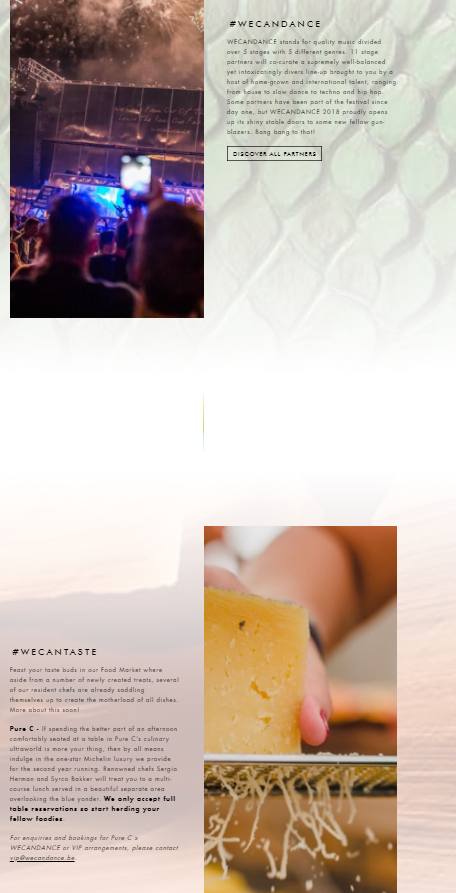 #WECANDANCE
WECANDANCE stands for quality music divided
over 5 stages with 5 different genres. 11 stage
partners will co-curate a supremely well-balanced
yet intoxicatingly divers line-up brought to you by a
host of home-grown and international talent, ranging
from house to slow dance to techno and hip hop.
Some partners have been part of the festival since
day one, but WECANDANCE 2018 proudly opens
up its shiny stable doors to some new fellow gun-
blazers. Bang bang to that!
DISCOVER ALL PARTNERS
#WECANTASTE
Feast your taste buds in our Food Market where
aside from a number of newly created treats, several
of our resident chefs are already saddling
themselves up to create the motherload of all dishes.
More about this soon!
Pure C - If spending the better part of an afternoon
comfortably seated at a table in Pure C's culinary
ultraworld is more your thing, then by all means
indulge in the one-star Michelin luxury we provide
for the second year running. Renowned chefs Sergio
Herman and Syrco Bakker will treat you to a multi-
course lunch served in a beautiful separate area
overlooking the blue yonder. We only accept full
table reservations so start herding your
fellow foodies.
For enquiries and bookings for Pure C x
WECANDANCE or VIP arrangements, please contact
vip@wecandance.be.